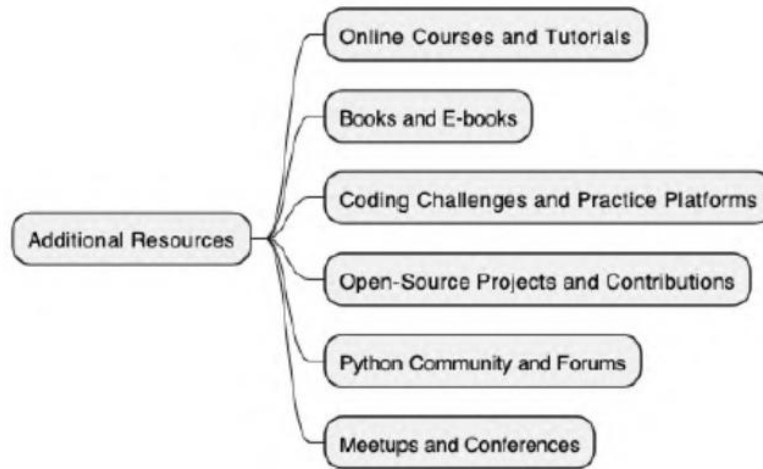 Online Courses and Tutorials
Books and E-books
Coding Challenges and Practice Platforms
Additional Resources
Open-Source Projects and Contributions
Python Community and Forums
Meetups and Conferences